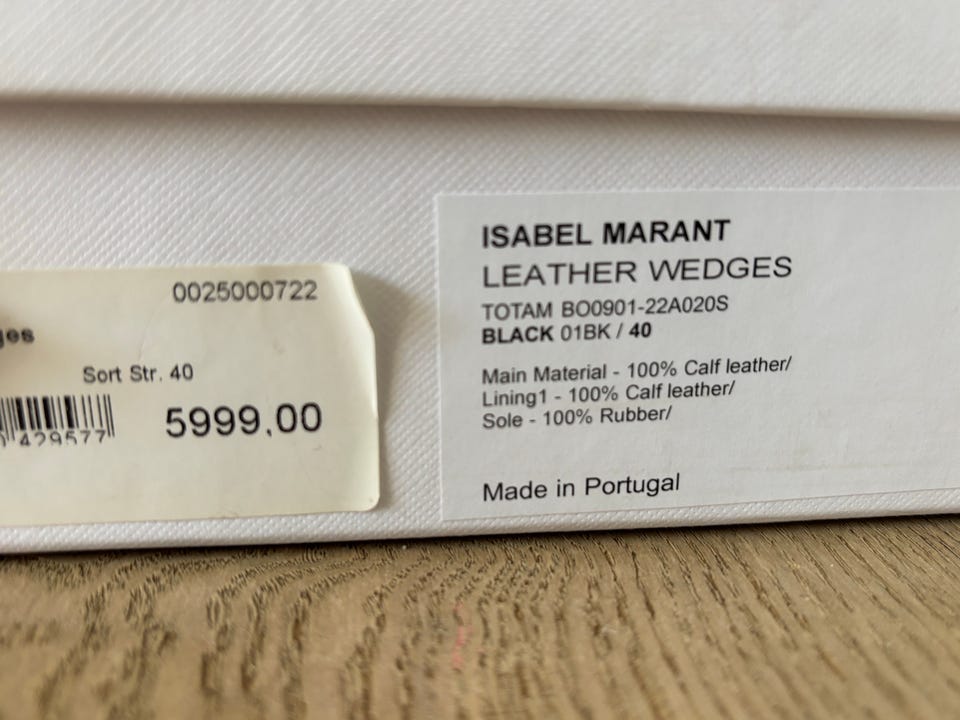 0025000722
Sort Str. 40
429577
5999,00
ISABEL MARANT
LEATHER WEDGES
TOTAM BO0901-22A020S
BLACK 01BK / 40
Main Material - 100% Calf leather/
Lining1 - 100% Calf leather/
Sole - 100% Rubber/
Made in Portugal